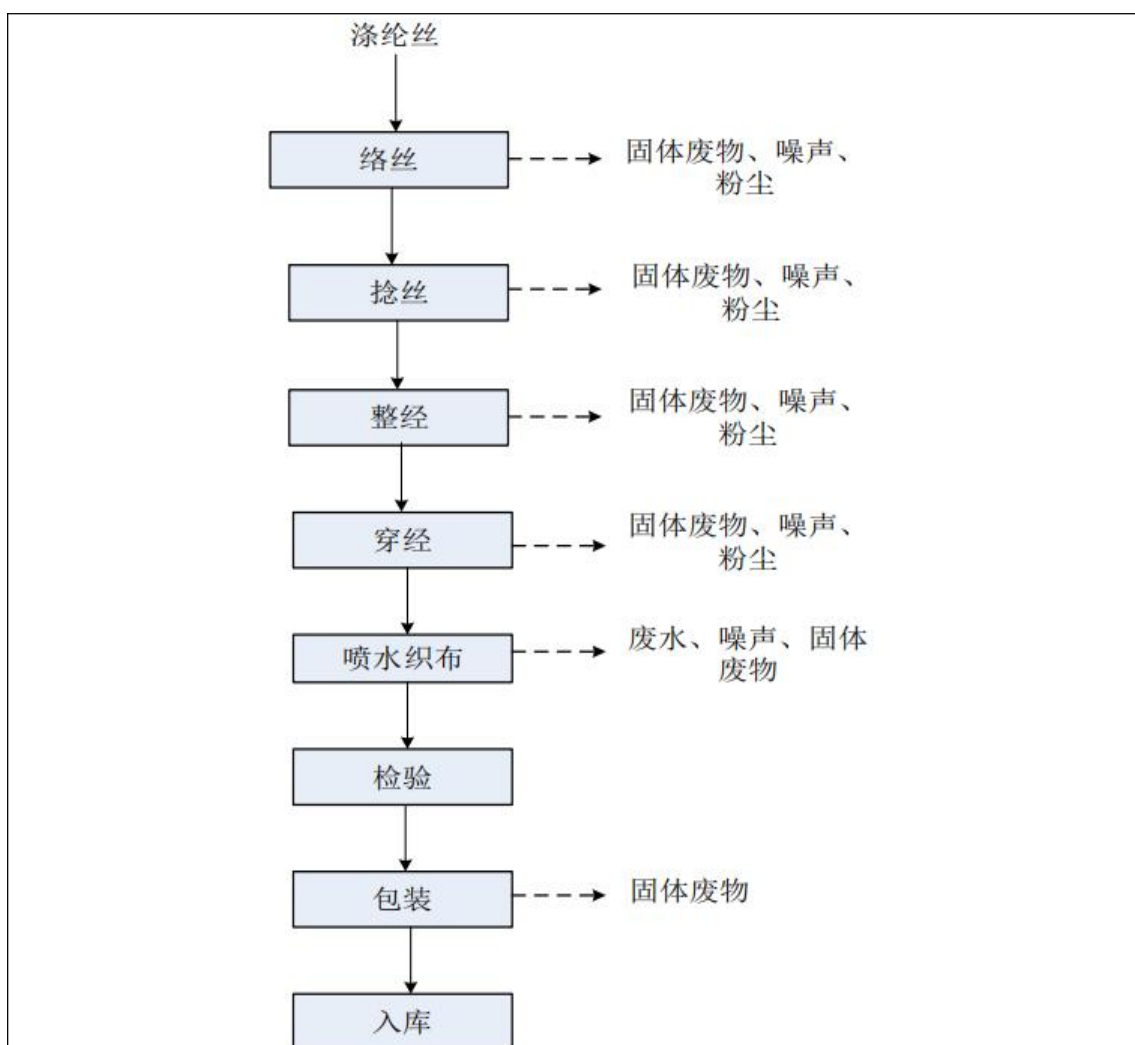 涤纶丝
络丝
固体废物、噪声、
粉尘
捻丝
固体废物、噪声、
粉尘
整经
固体废物、噪声、
粉尘
穿经
固体废物、噪声、
粉尘
喷水织布
废水、噪声、固体
废物
检验
包装
固体废物
入库